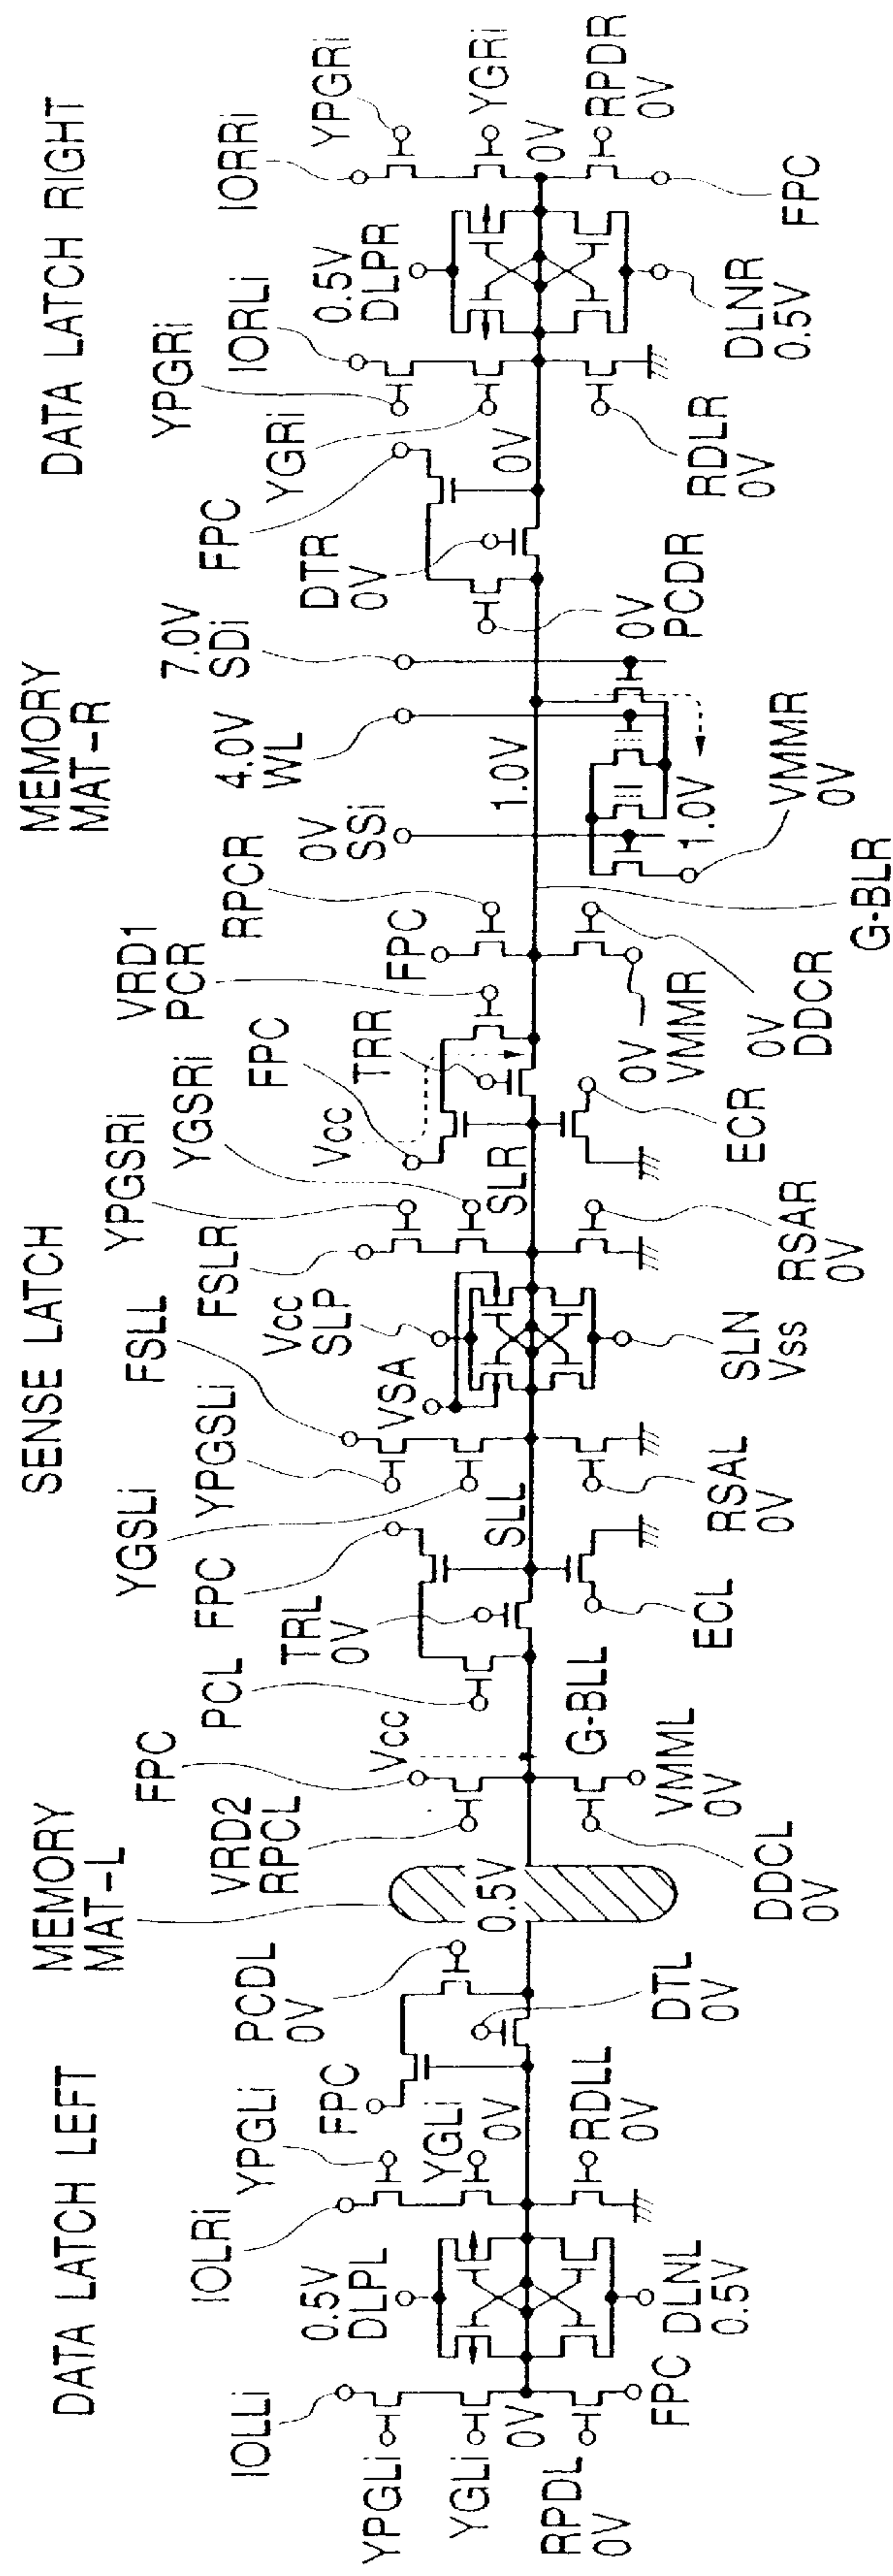 DATA LATCH LEFT
MEMORY
MAT-L
SENSE LATCH
MEMORY
MAT-R
DATA LATCH RIGHT
IOLLi
YPGLi
YGLi
0V
RPDL
0V
FPC
0.5V
DLPL
DLNL
0.5V
IOLRi
YPGLi
YGLi
0V
RDLL
0V
FPC
PCDL
0V
DTL
0V
0.5V
FPC
VRD2
RPCL
Vcc
DDCL
0V
VMML
0V
G-BLL
PCL
TRL
0V
FPC
ECL
SLL
YGSLi
YPGSLi
FSLL
RSAL
0V
VSA
Vcc
SLP
SLN
Vss
FSLR
YPGSRi
YGSRi
RSAR
0V
SLR
Vcc
FPC
TRR
ECR
VRD1
PCR
FPC
RPCR
0V
VMMR
0V
DDCR
G-BLR
0V
SSi
1.0V
4.0V
WL
7.0V
SDi
1.0V
VMMR
0V
0V
PCDR
DTR
0V
FPC
0V
YGRi
YPGRi
IORLi
RDLR
0V
0.5V
DLPR
DLNR
0.5V
IORRi
YPGRi
YGRi
0V
RPDR
0V
FPC